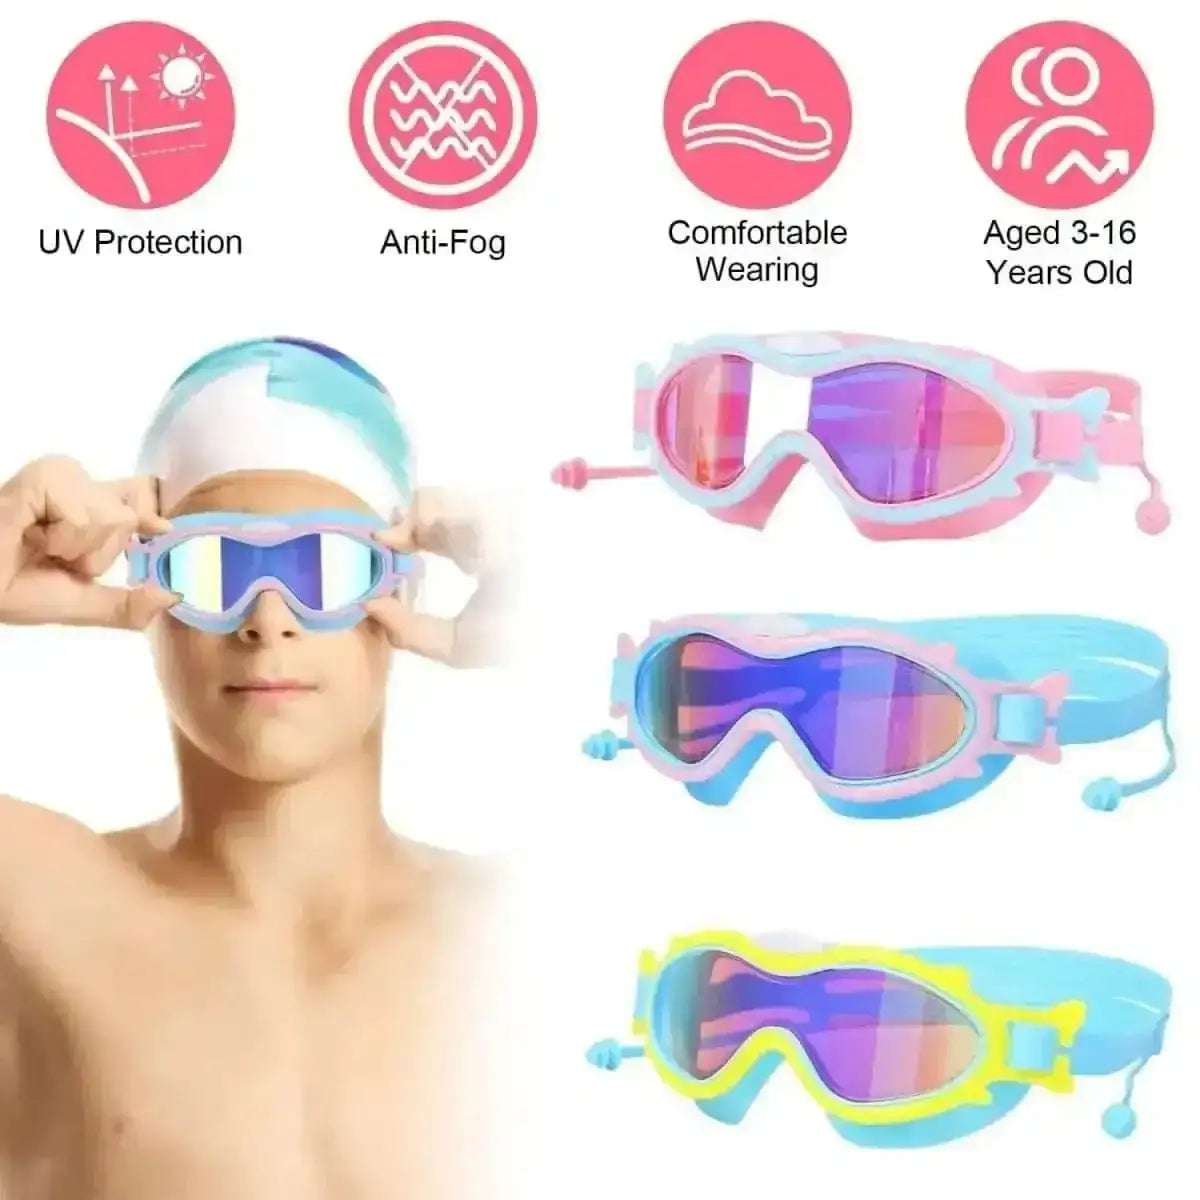 UV Protection
Anti-Fog
Comfortable
Wearing
Aged 3-16
Years Old